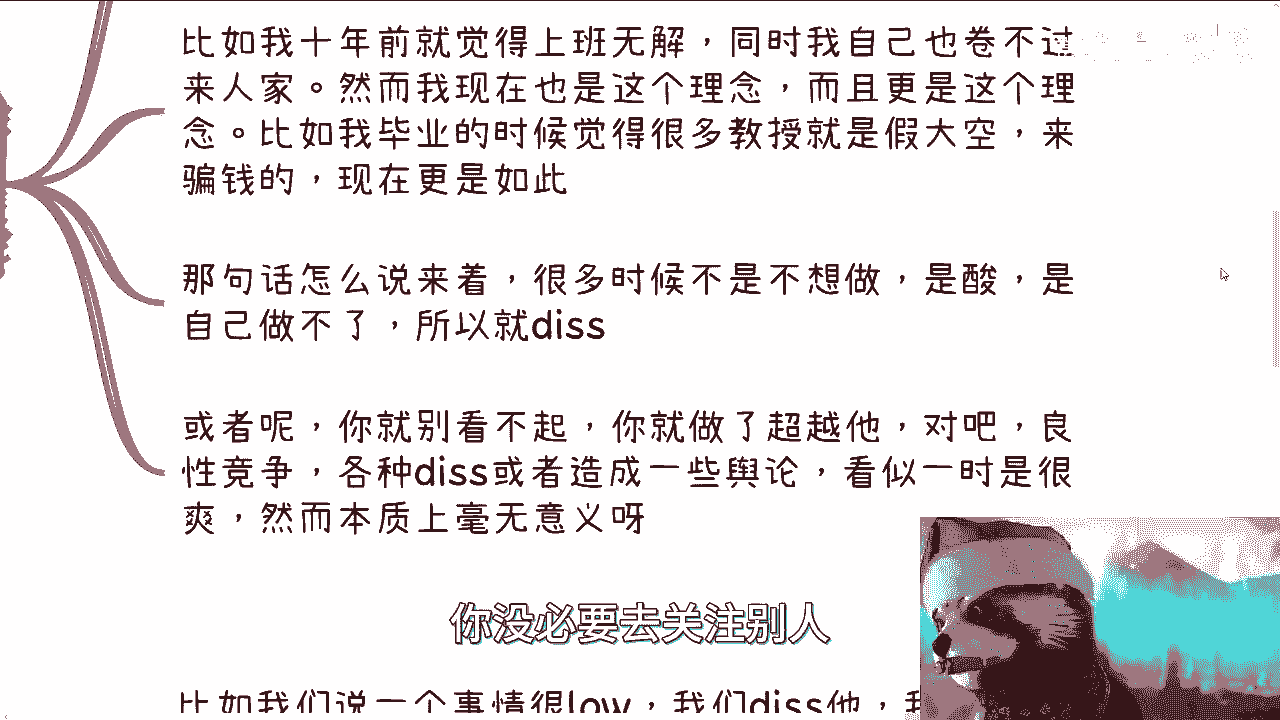 比如我十年前就觉得上班无解，同时我自己也卷不过
来人家。然而我现在也是这个理念，而且更是这个理
念。比如我毕业的时候觉得很多教授就是假大空，来
骗钱的，现在更是如此
那句话怎么说来着，很多时候不是不想做，是酸，是
自己做不了，所以就diss
或者呢，你就别看不起，你就做了超越他，对吧，良
性竞争，各种diss或者造成一些舆论，看似一时是很
爽，然而本质上毫无意义呀
你没必要去关注别人
比如我们说一个事情很low，我们diss他，我